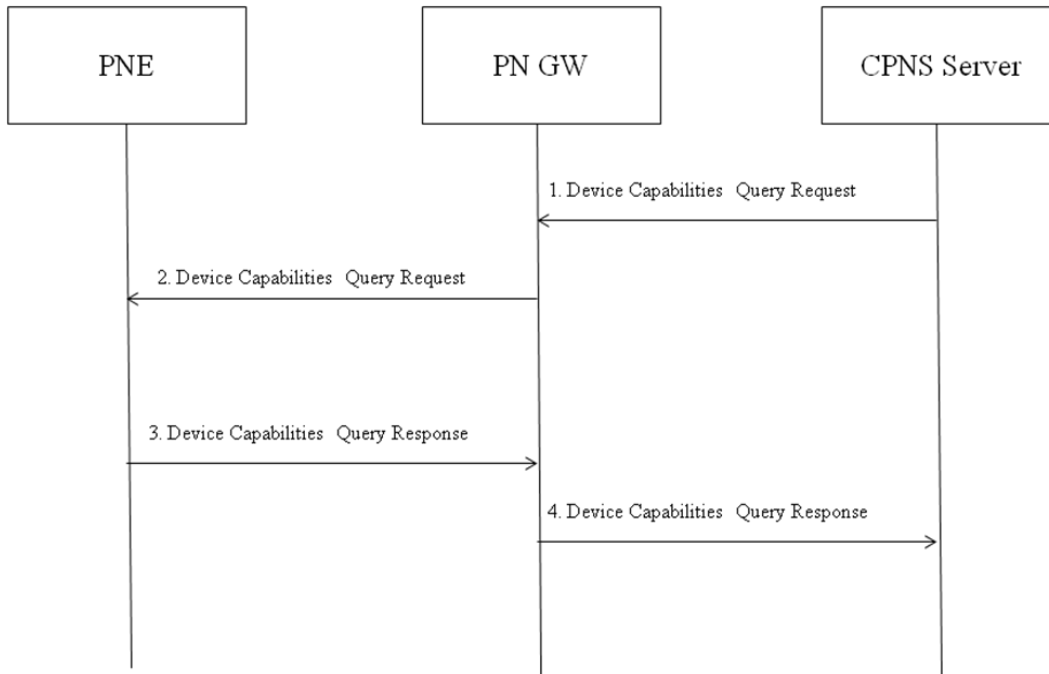 PNE
PN GW
CPNS Server
1. Device Capabilities Query Request
2. Device Capabilities Query Request
3. Device Capabilities Query Response
4. Device Capabilities Query Response